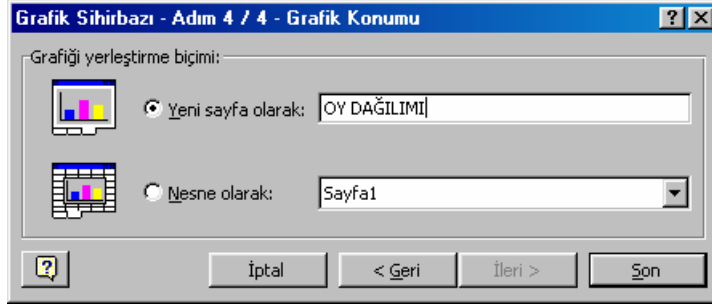 Grafik Sihirbazı - Adım 4 / 4 - Grafik Konumu
Grafiği yerleştirme biçimi:
Yeni sayfa olarak: OY DAĞILIMI
Nesne olarak: Sayfa1
İptal < Geri İleri > Son